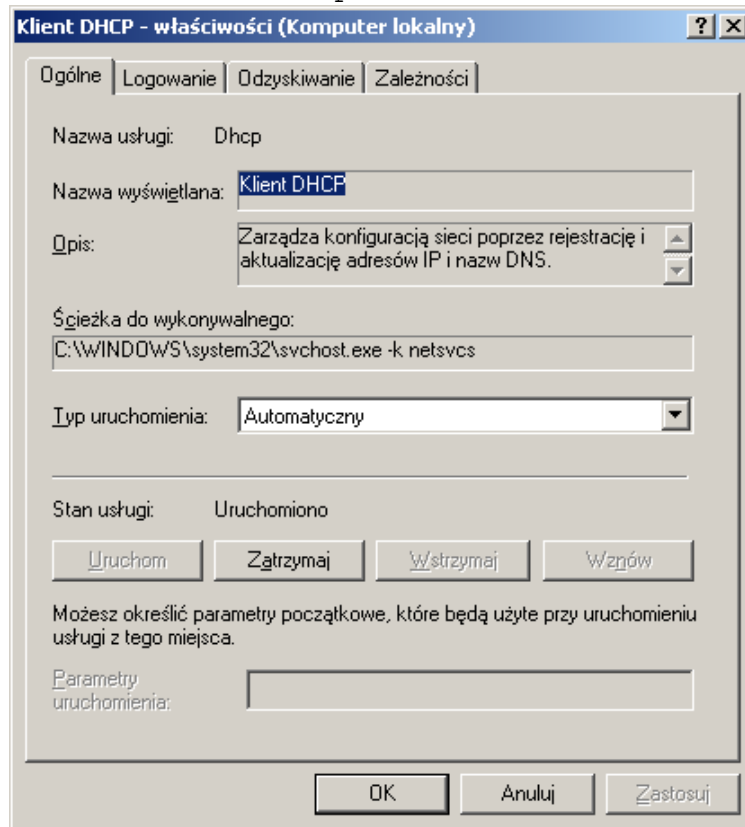 Klient DHCP - właściwości (Komputer lokalny)
Ogólne Logowanie Odzyskiwanie Zależności
Nazwa usługi: Dhcp
Nazwa wyświetlana: Klient DHCP
Opis: Zarządza konfiguracją sieci poprzez rejestrację i
aktualizację adresów IP i nazw DNS.
Ścieżka do wykonywalnego:
C:\WINDOWS\system32\svchost.exe -k netsvcs
Typ uruchomienia: Automatyczny
Stan usługi: Uruchomiono
Uruchom Zatrzymaj Wstrzymaj Wznów
Możesz określić parametry początkowe, które będą użyte przy uruchomieniu
usługi z tego miejsca.
Parametry
uruchomienia:
OK Anuluj Zastosuj